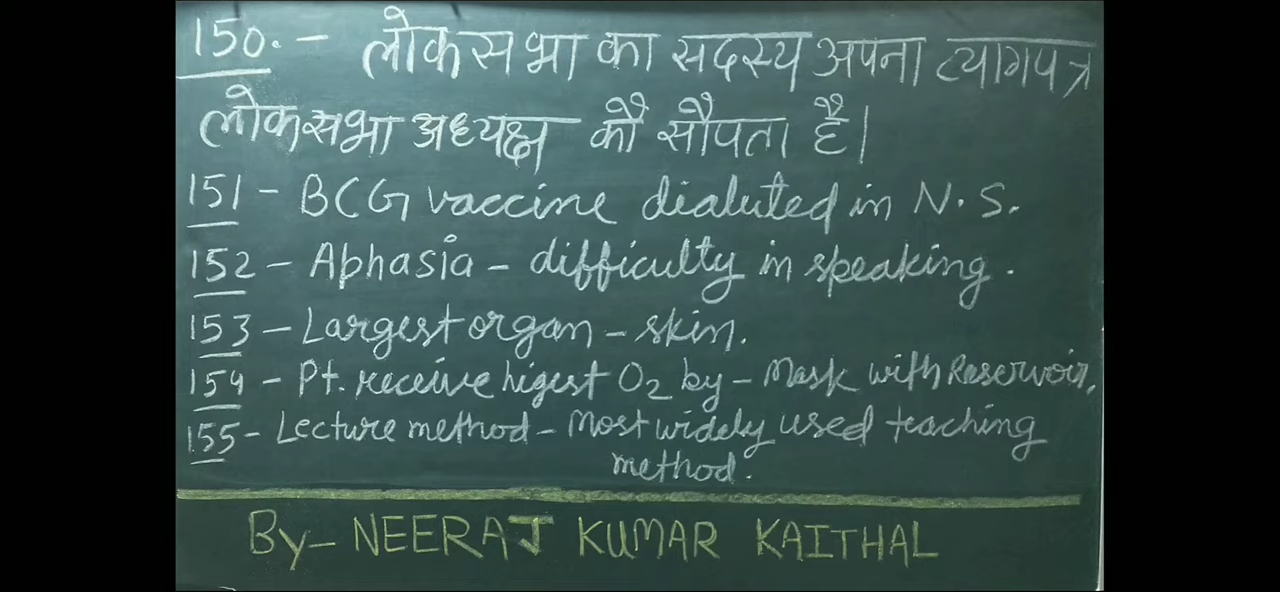 150.- लोकसभा का सदस्य अपना त्यागपत्र
लोकसभा अध्यक्ष को सौपता है।
151 - BCG vaccine dialuted in N.S.
152 - Aphasia - difficulty in speaking.
153 - Largest organ - skin.
154 - Pt. receive higest O2 by - Mask with Reservoir.
155 - Lecture method - Most widely used teaching
method.
By- NEERAJ KUMAR KAITHAL